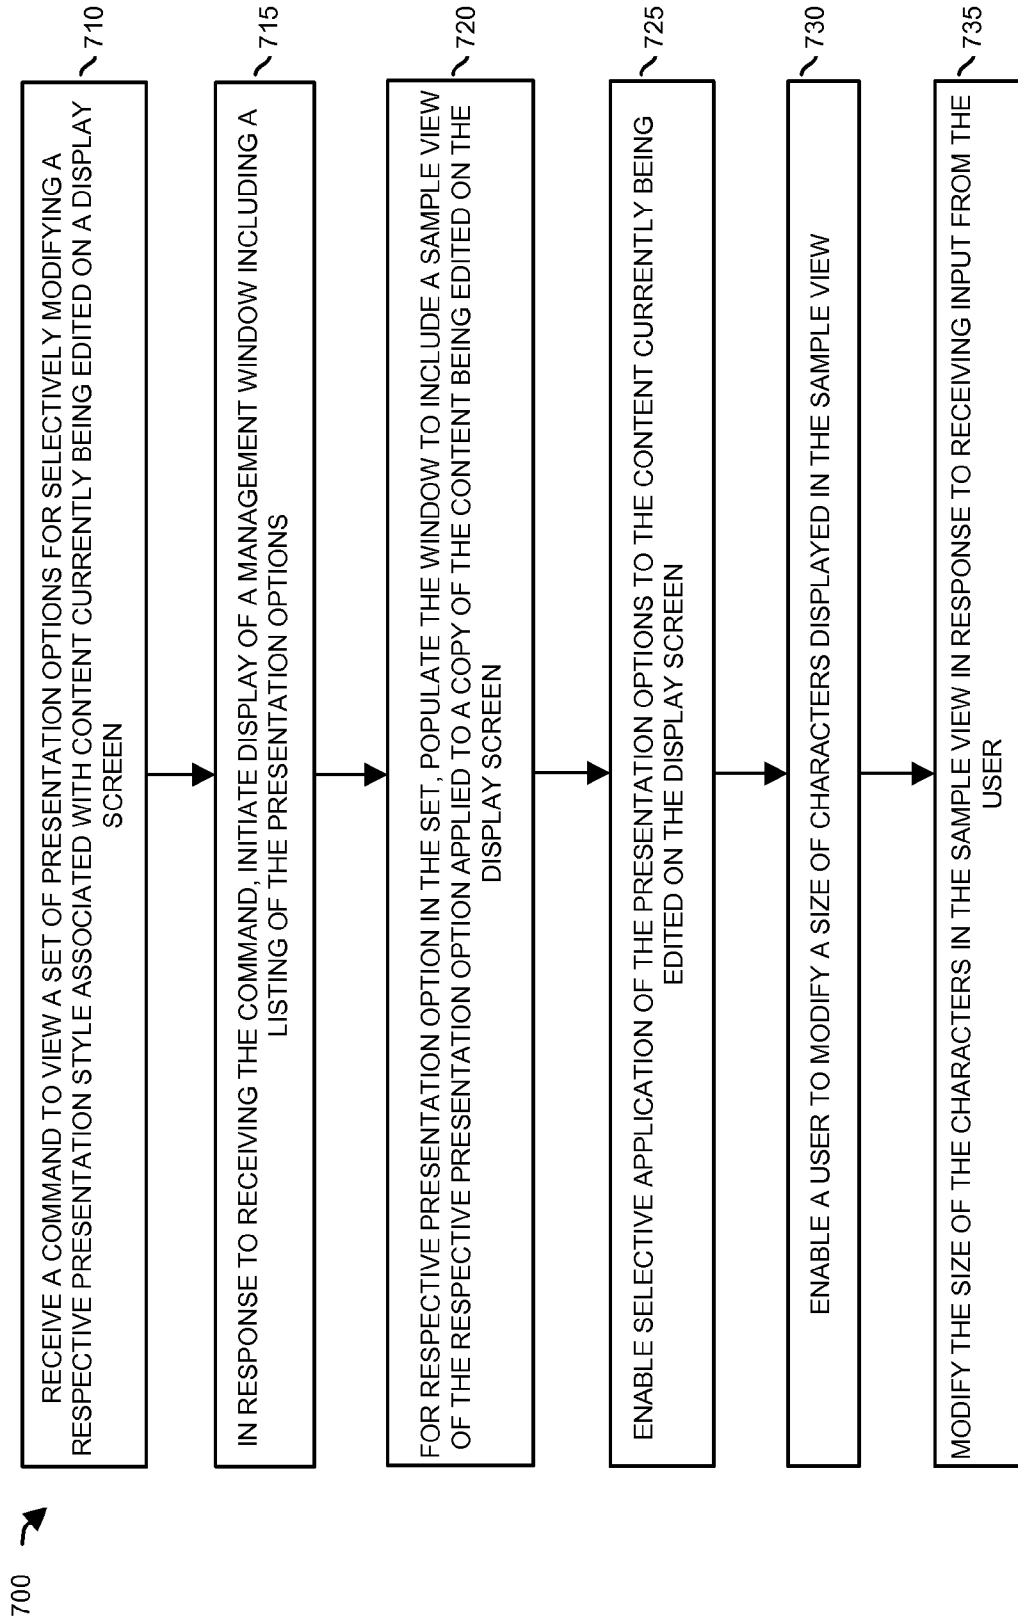 700
RECEIVE A COMMAND TO VIEW A SET OF PRESENTATION OPTIONS FOR SELECTIVELY MODIFYING A
RESPECTIVE PRESENTATION STYLE ASSOCIATED WITH CONTENT CURRENTLY BEING EDITED ON A DISPLAY
SCREEN
710
IN RESPONSE TO RECEIVING THE COMMAND, INITIATE DISPLAY OF A MANAGEMENT WINDOW INCLUDING A
LISTING OF THE PRESENTATION OPTIONS
715
FOR RESPECTIVE PRESENTATION OPTION IN THE SET, POPULATE THE WINDOW TO INCLUDE A SAMPLE VIEW
OF THE RESPECTIVE PRESENTATION OPTION APPLIED TO A COPY OF THE CONTENT BEING EDITED ON THE
DISPLAY SCREEN
720
ENABLE SELECTIVE APPLICATION OF THE PRESENTATION OPTIONS TO THE CONTENT CURRENTLY BEING
EDITED ON THE DISPLAY SCREEN
725
ENABLE A USER TO MODIFY A SIZE OF CHARACTERS DISPLAYED IN THE SAMPLE VIEW
730
MODIFY THE SIZE OF THE CHARACTERS IN THE SAMPLE VIEW IN RESPONSE TO RECEIVING INPUT FROM THE
USER
735